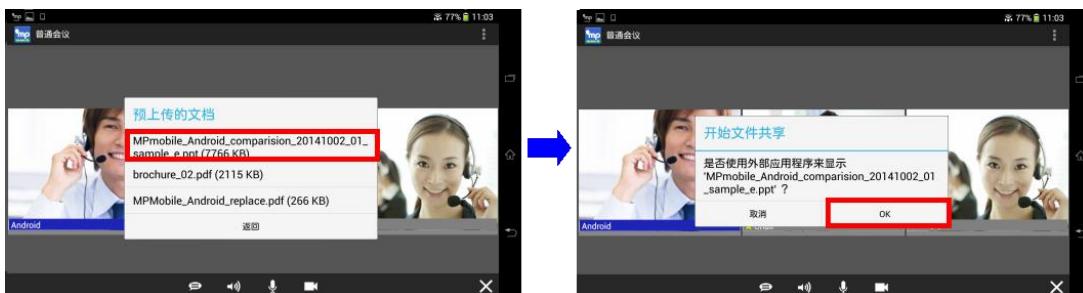 77% 11:03
mp 普通会议
预上传的文档
MPmobile_Android_comparision_20141002_01_
sample_e.ppt (7766 KB)
brochure_02.pdf (2115 KB)
MPMobile_Android_replace.pdf (266 KB)
返回
Android
77% 11:03
mp 普通会议
开始文件共享
是否使用外部应用程序来显示
'MPmobile_Android_comparision_20141002_01
_sample_e.ppt' ？
取消 OK
Android